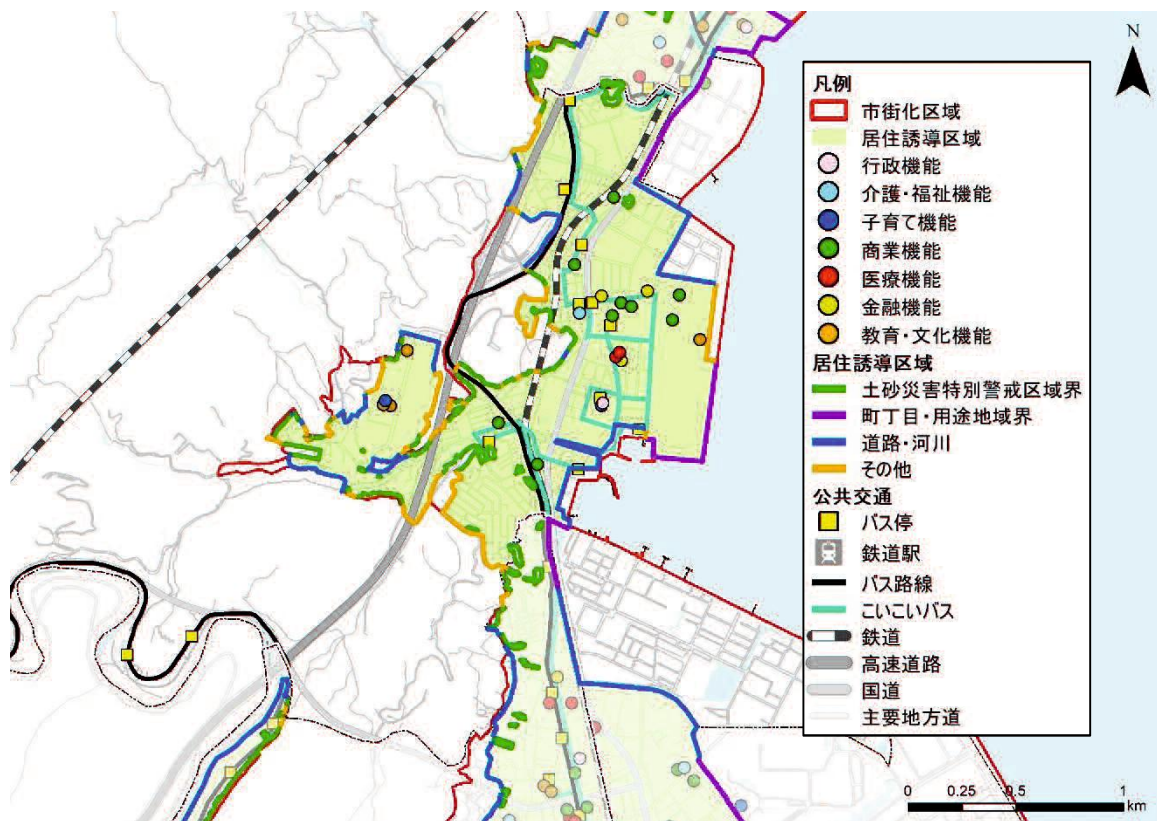 N
凡例
市街化区域
居住誘導区域
行政機能
介護・福祉機能
子育て機能
商業機能
医療機能
金融機能
教育・文化機能
居住誘導区域
土砂災害特別警戒区域界
町丁目・用途地域界
道路・河川
その他
公共交通
バス停
鉄道駅
バス路線
こいこいバス
鉄道
高速道路
国道
主要地方道
0 0.25 0.5 1
km